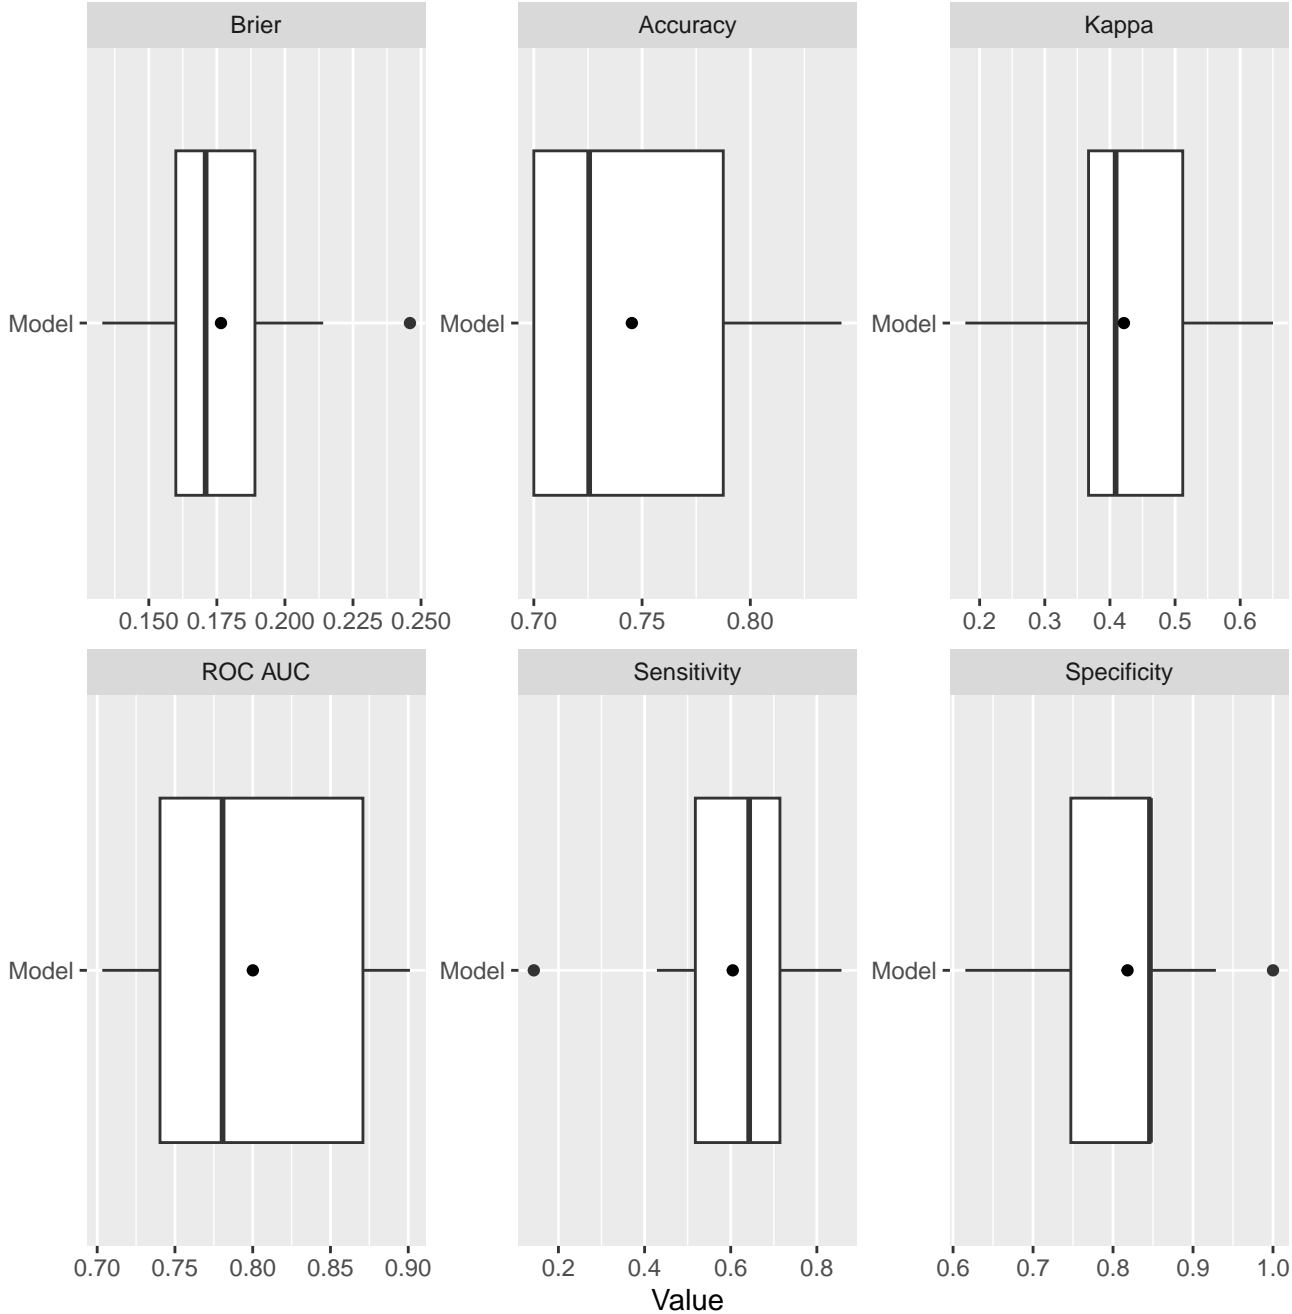 Brier Accuracy Kappa
Model Model Model
0.150 0.175 0.200 0.225 0.250 0.70 0.75 0.80 0.2 0.3 0.4 0.5 0.6
ROC AUC Sensitivity Specificity
Model Model Model
0.70 0.75 0.80 0.85 0.90 0.2 0.4 0.6 0.8 0.6 0.7 0.8 0.9 1.0
Value